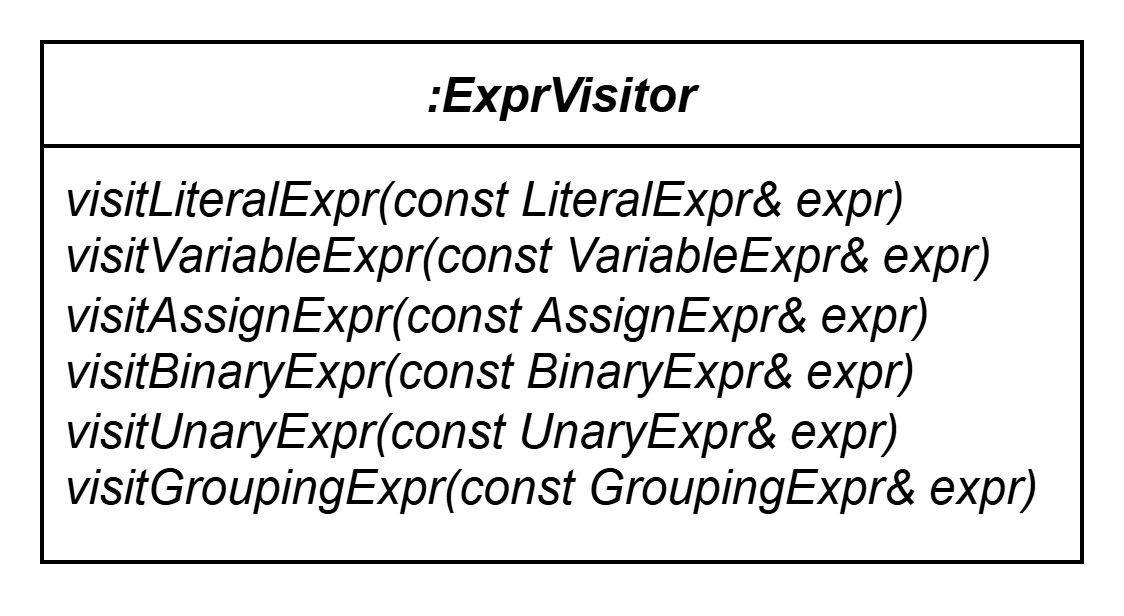 :ExprVisitor
visitLiteralExpr(const LiteralExpr& expr)
visitVariableExpr(const VariableExpr& expr)
visitAssignExpr(const AssignExpr& expr)
visitBinaryExpr(const BinaryExpr& expr)
visitUnaryExpr(const UnaryExpr& expr)
visitGroupingExpr(const GroupingExpr& expr)